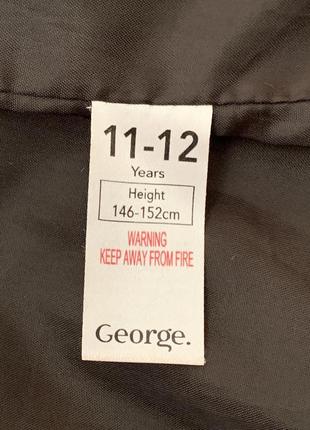 11-12
Years
Height
146-152cm
WARNING
KEEP AWAY FROM FIRE
George.